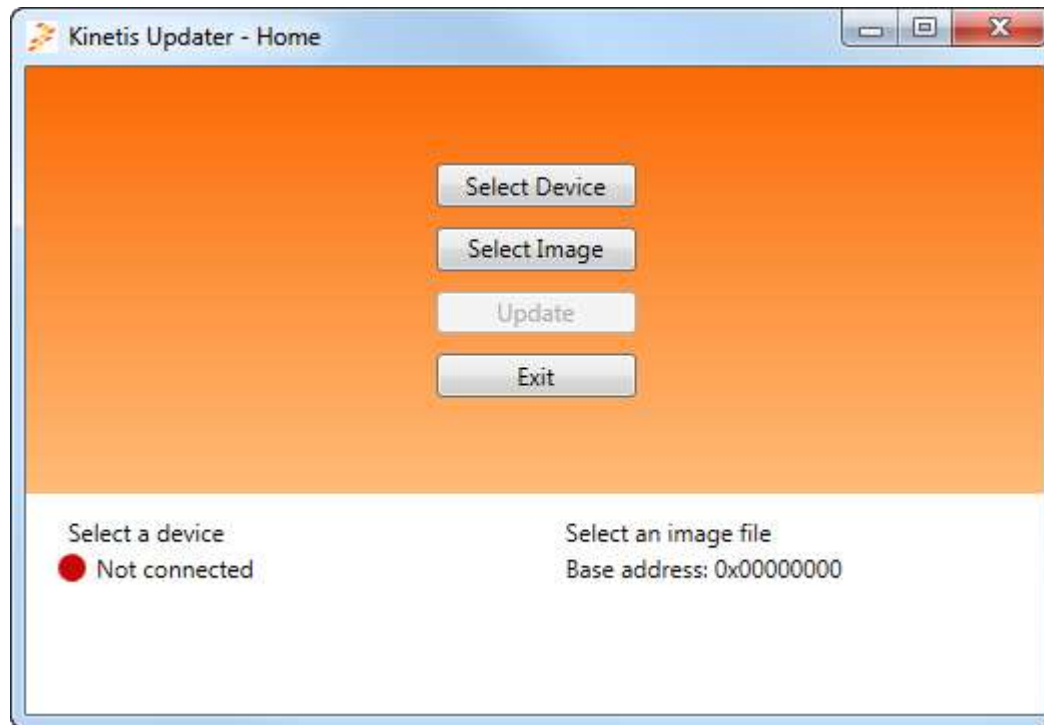 Kinetis Updater - Home
Select Device
Select Image
Update
Exit
Select a device
Not connected
Select an image file
Base address: 0x00000000